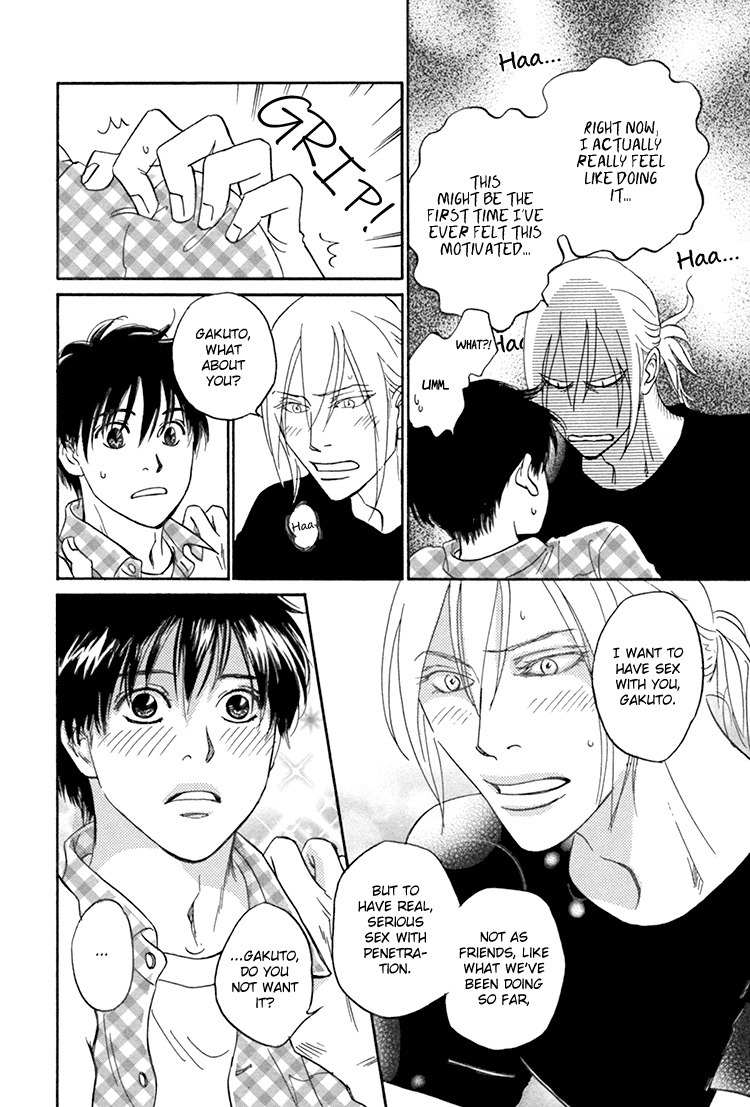 Haa...
RIGHT NOW,
I ACTUALLY
REALLY FEEL
LIKE DOING
IT...
THIS
MIGHT BE THE
FIRST TIME I'VE
EVER FELT THIS
MOTIVATED...
Haa...
Haa
WHAT?!
UMM.
GRIP!
GAKUTO,
WHAT
ABOUT
YOU?
Haa
I WANT TO
HAVE SEX
WITH YOU,
GAKUTO.
NOT AS
FRIENDS, LIKE
WHAT WE'VE
BEEN DOING
SO FAR,
BUT TO
HAVE REAL,
SERIOUS
SEX WITH
PENETRA-
TION.
...GAKUTO,
DO YOU
NOT WANT
IT?
...